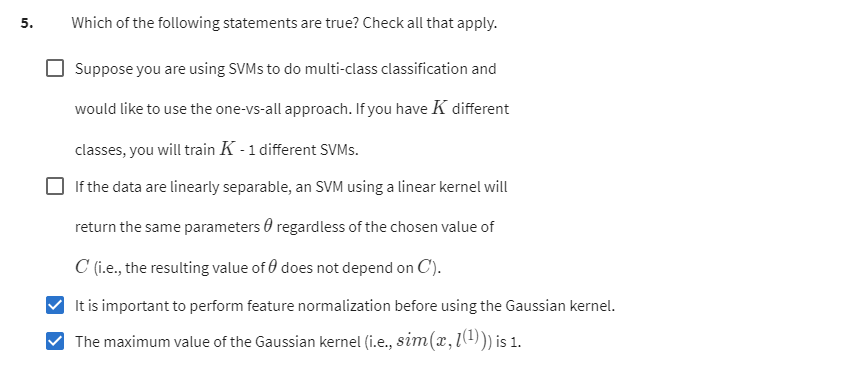 5. Which of the following statements are true? Check all that apply.
Suppose you are using SVMs to do multi-class classification and
would like to use the one-vs-all approach. If you have K different
classes, you will train K - 1 different SVMs.
If the data are linearly separable, an SVM using a linear kernel will
return the same parameters θ regardless of the chosen value of
C (i.e., the resulting value of θ does not depend on C).
It is important to perform feature normalization before using the Gaussian kernel.
The maximum value of the Gaussian kernel (i.e., sim(x, l^(1))) is 1.